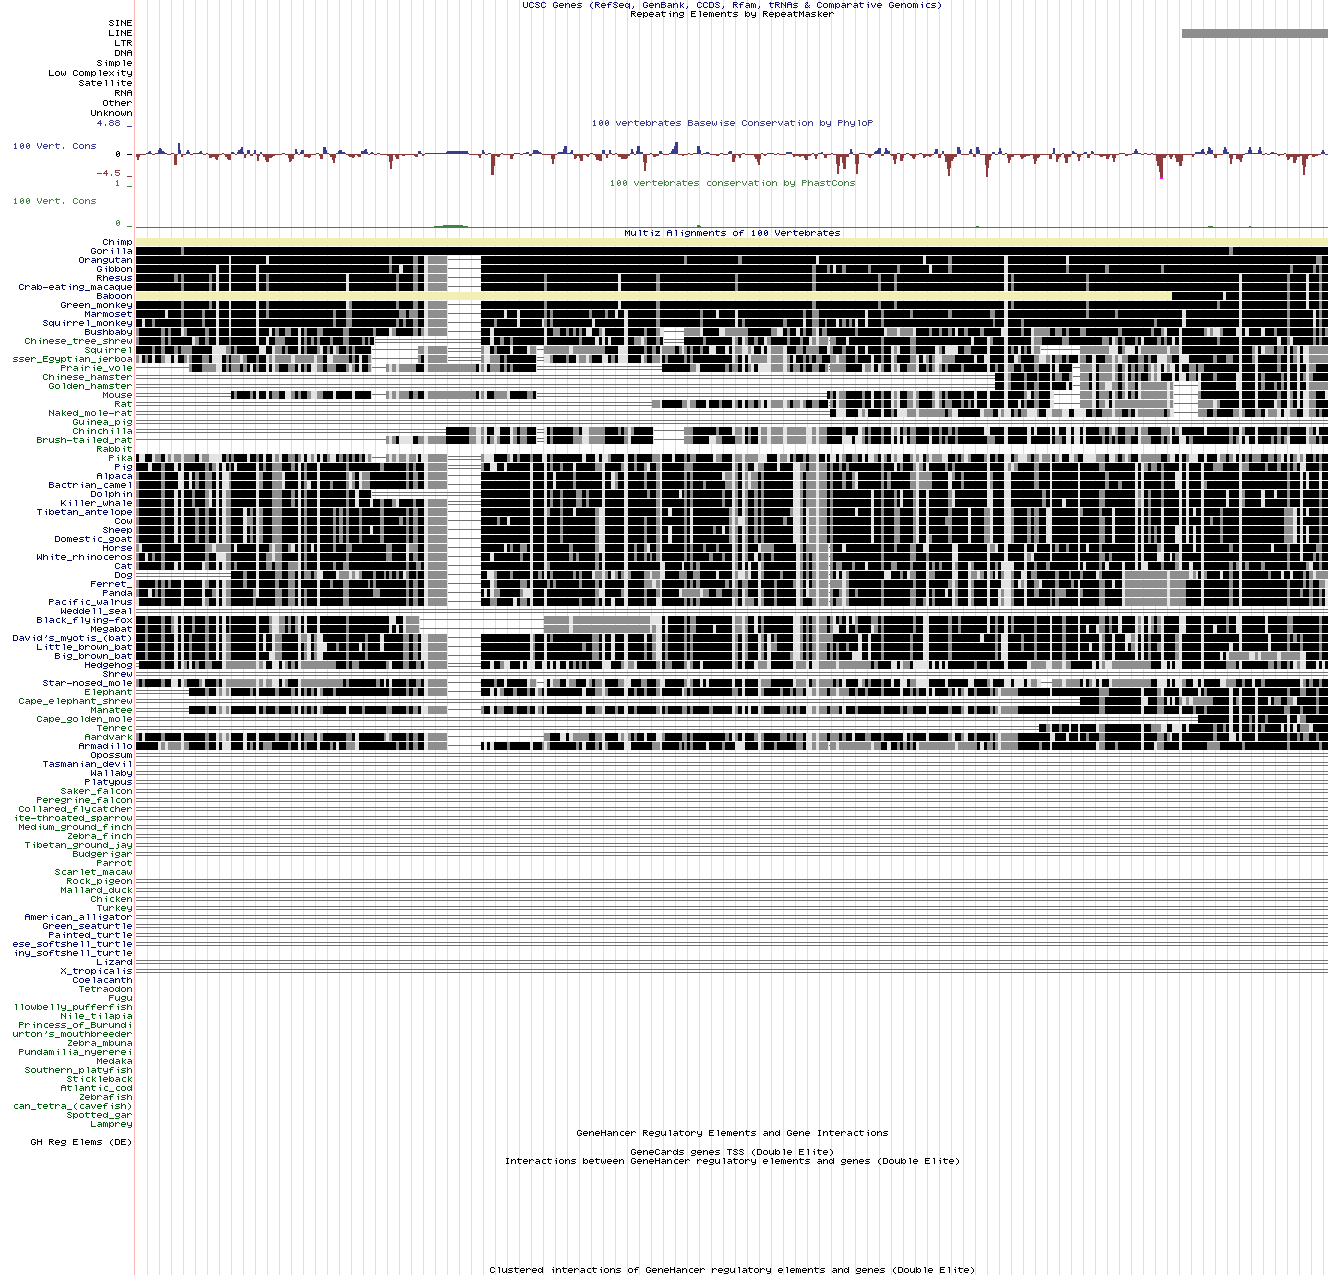 UCSC Genes (RefSeq, GenBank, CCDS, Rfam, tRNAs & Comparative Genomics)
Repeating Elements by RepeatMasker
SINE
LINE
LTR
DNA
Simple
Low Complexity
Satellite
RNA
Other
Unknown
4.88 _
100 vertebrates Basewise Conservation by PhyloP
100 Vert. Cons
0 _
-4.5 _
100 vertebrates conservation by PhastCons
1 _
100 Vert. Cons
0 _
Multiz Alignments of 100 Vertebrates
Chimp
Gorilla
Orangutan
Gibbon
Rhesus
Crab-eating_macaque
Baboon
Green_monkey
Marmoset
Squirrel_monkey
Bushbaby
Chinese_tree_shrew
Squirrel
sser_Egyptian_jerboa
Prairie_vole
Chinese_hamster
Golden_hamster
Mouse
Rat
Naked_mole-rat
Guinea_pig
Chinchilla
Brush-tailed_rat
Rabbit
Pika
Pig
Alpaca
Bactrian_camel
Dolphin
Killer_whale
Tibetan_antelope
Cow
Sheep
Domestic_goat
Horse
White_rhinoceros
Cat
Dog
Ferret_
Panda
Pacific_walrus
Weddell_seal
Black_flying-fox
Megabat
David's_myotis_(bat)
Little_brown_bat
Big_brown_bat
Hedgehog
Shrew
Star-nosed_mole
Elephant
Cape_elephant_shrew
Manatee
Cape_golden_mole
Tenrec
Aardvark
Armadillo
Opossum
Tasmanian_devil
Wallaby
Platypus
Saker_falcon
Peregrine_falcon
Collared_flycatcher
ite-throated_sparrow
Medium_ground_finch
Zebra_finch
Tibetan_ground_jay
Budgerigar
Parrot
Scarlet_macaw
Rock_pigeon
Mallard_duck
Chicken
Turkey
American_alligator
Green_seaturtle
Painted_turtle
ese_softshell_turtle
iny_softshell_turtle
Lizard
X_tropicalis
Coelacanth
Tetraodon
Fugu
llowbelly_pufferfish
Nile_tilapia
Princess_of_Burundi
urton's_mouthbreeder
Zebra_mbuna
Pundamilia_nyererei
Medaka
Southern_platyfish
Stickleback
Atlantic_cod
Zebrafish
can_tetra_(cavefish)
Spotted_gar
Lamprey
GeneHancer Regulatory Elements and Gene Interactions
GH Reg Elems (DE)
GeneCards genes TSS (Double Elite)
Interactions between GeneHancer regulatory elements and genes (Double Elite)
Clustered interactions of GeneHancer regulatory elements and genes (Double Elite)